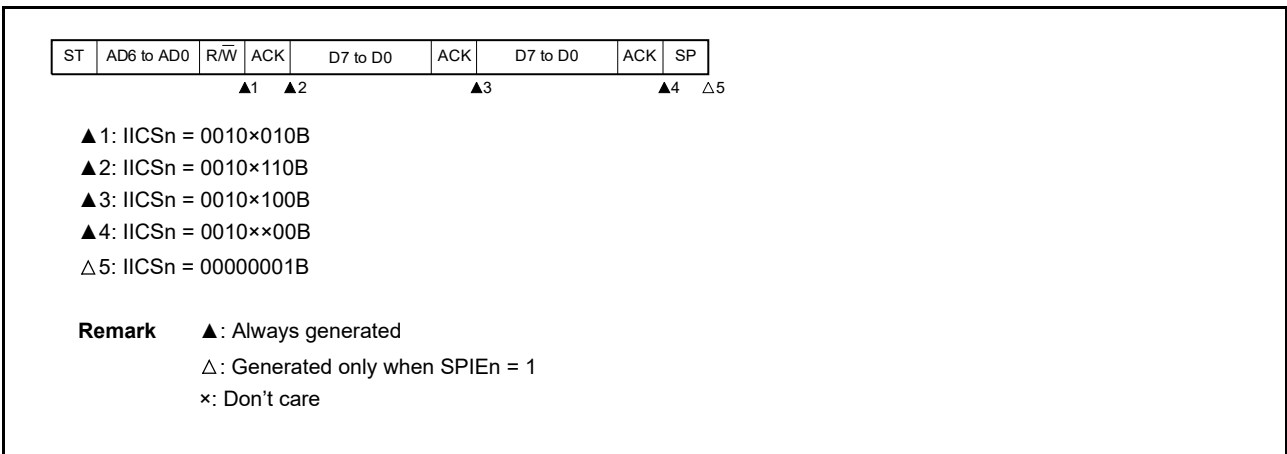 ST AD6 to AD0 R/W̅ ACK D7 to D0 ACK D7 to D0 ACK SP
▲1 ▲2 ▲3 ▲4 △5
▲1: IICSn = 0010×010B
▲2: IICSn = 0010×110B
▲3: IICSn = 0010×100B
▲4: IICSn = 0010××00B
△5: IICSn = 00000001B
Remark ▲: Always generated
△: Generated only when SPIEn = 1
×: Don’t care